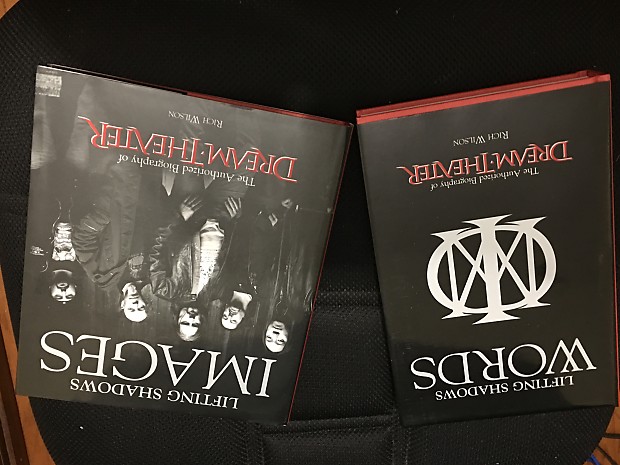 LIFTING SHADOWS
IMAGES
The Authorized Biography of
DREAM THEATER
RICH WILSON
LIFTING SHADOWS
WORDS
The Authorized Biography of
DREAM THEATER
RICH WILSON